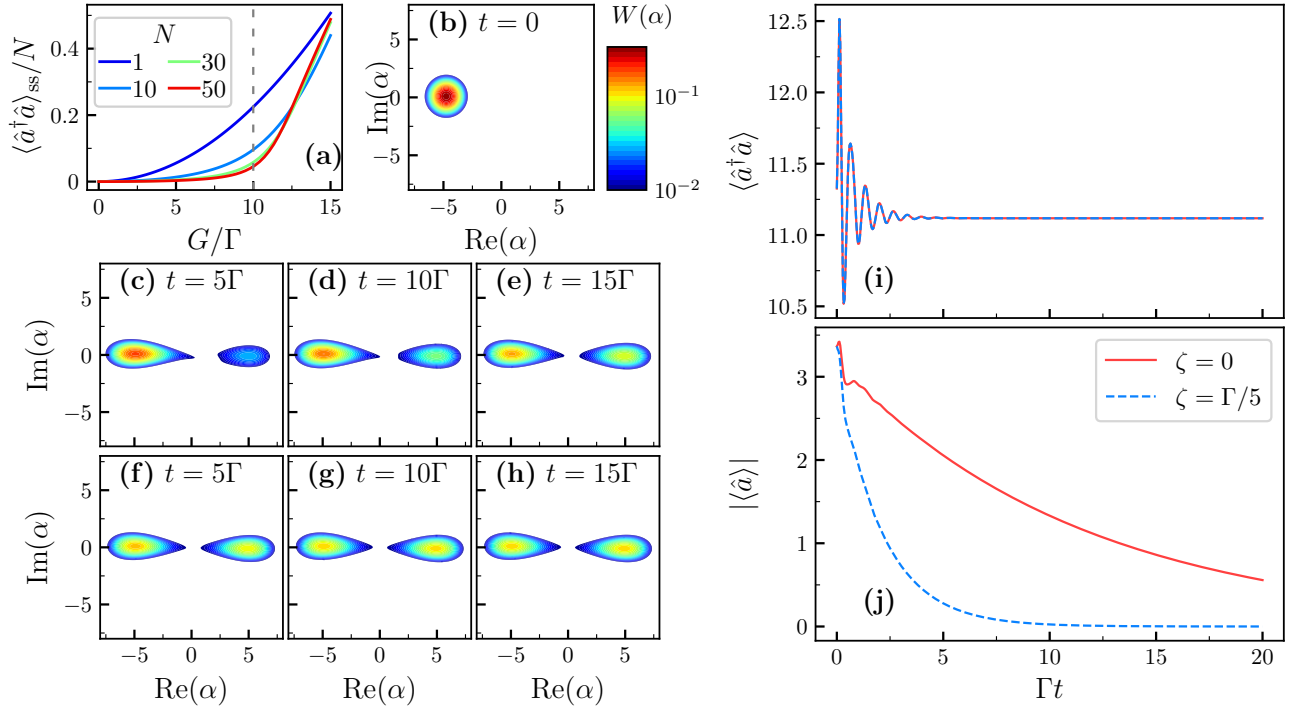 ⟨â†â⟩ss/N
0.4
0.2
0
N
1 30
10 50
(a)
0 5 10 15
G/Γ
(b) t = 0
Im(α)
5
0
−5
−5 0 5
Re(α)
W(α)
10⁻¹
10⁻²
(c) t = 5Γ
(d) t = 10Γ
(e) t = 15Γ
Im(α)
5
0
−5
(f) t = 5Γ
(g) t = 10Γ
(h) t = 15Γ
Im(α)
5
0
−5
−5 0 5
−5 0 5
−5 0 5
Re(α)
Re(α)
Re(α)
⟨â†â⟩
12.5
12.0
11.5
11.0
10.5
(i)
|⟨â⟩|
3
2
1
0
ζ = 0
ζ = Γ/5
(j)
0 5 10 15 20
Γt